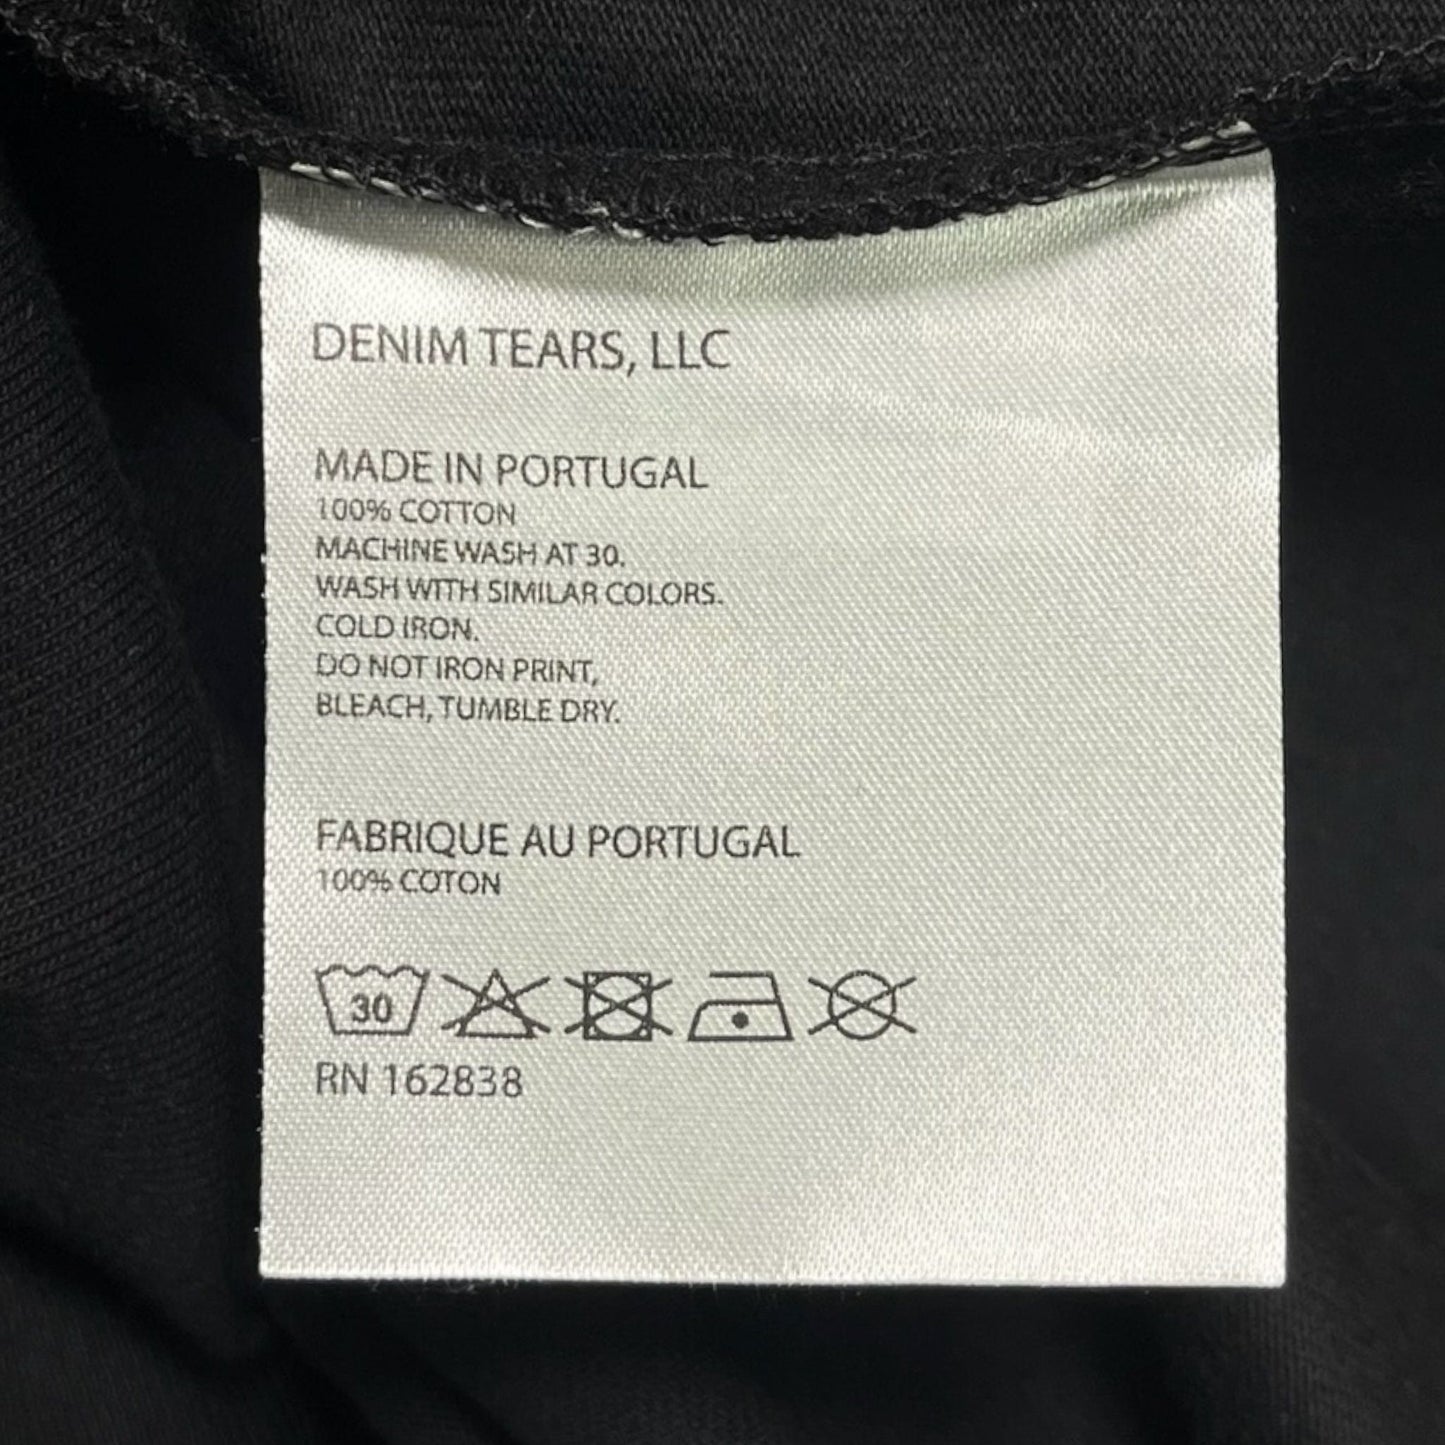 DENIM TEARS, LLC
MADE IN PORTUGAL
100% COTTON
MACHINE WASH AT 30.
WASH WITH SIMILAR COLORS.
COLD IRON.
DO NOT IRON PRINT,
BLEACH, TUMBLE DRY.
FABRIQUE AU PORTUGAL
100% COTON
30
RN 162838